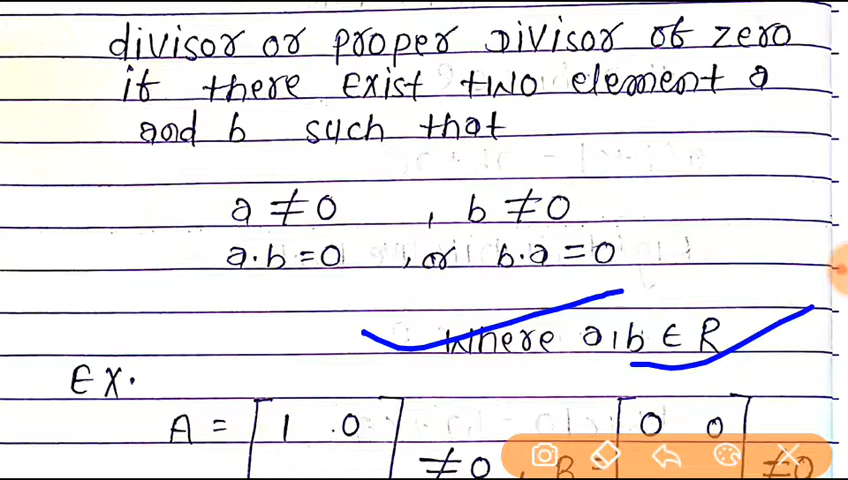 divisor or proper Divisor of zero
if there exist two element a
and b such that
a ≠ 0 , b ≠ 0
a·b = 0 , or b·a = 0
where a, b ∈ R
EX.
A = 1 0 ≠ 0 , B = 0 0 ≠ 0